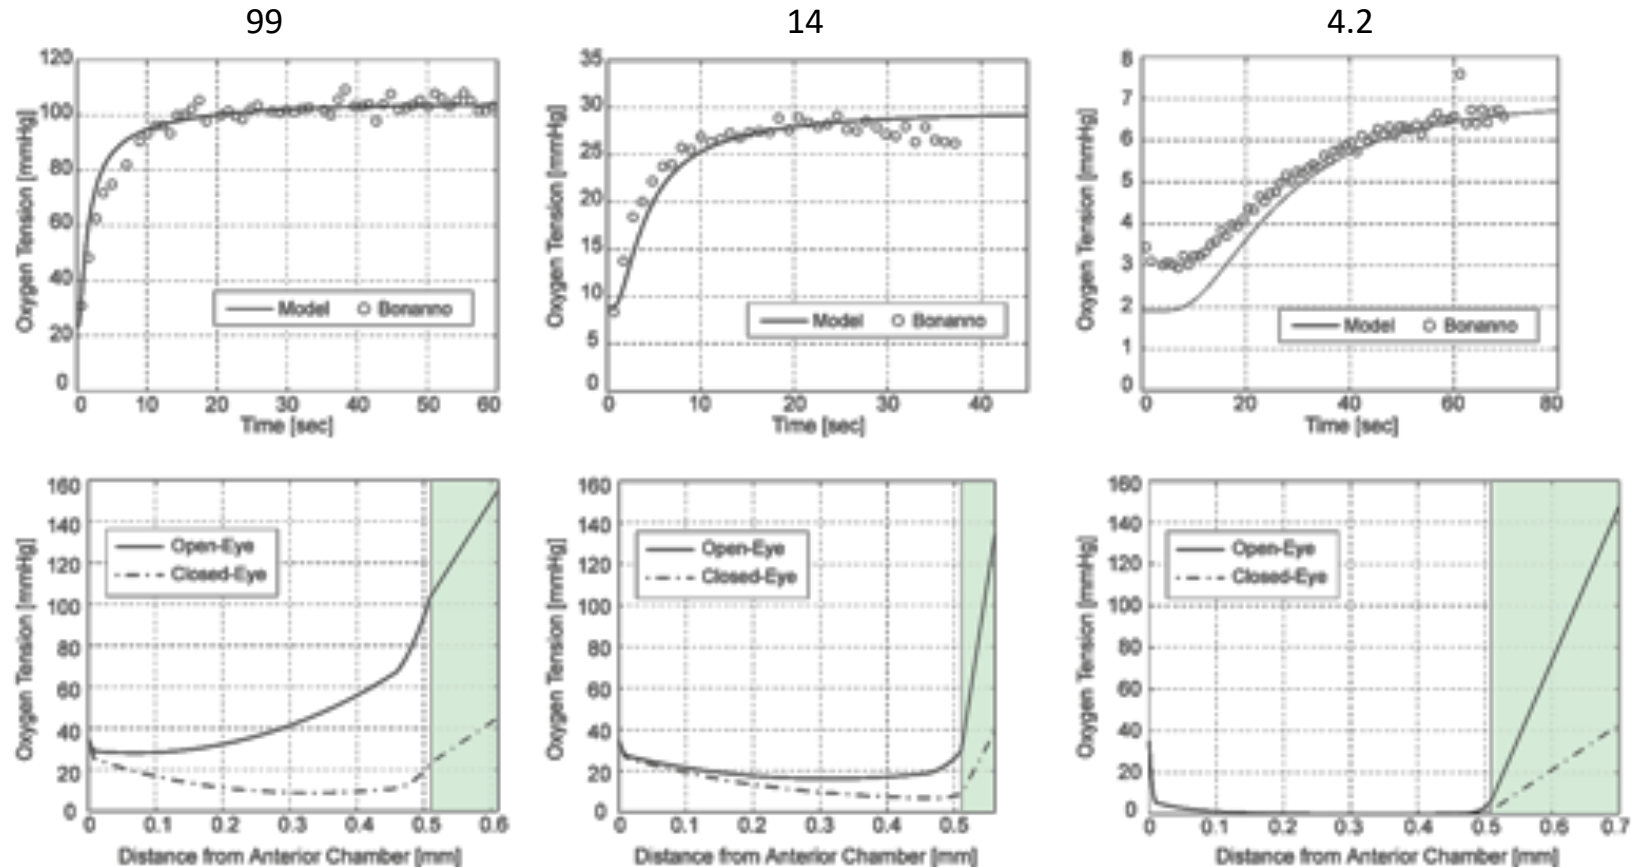 99
14
4.2
Oxygen Tension [mmHg]
120
100
80
60
40
20
0
Model
Bonanno
0 10 20 30 40 50 60
Time [sec]
Oxygen Tension [mmHg]
35
30
25
20
15
10
5
0
Model
Bonanno
0 10 20 30 40
Time [sec]
Oxygen Tension [mmHg]
8
7
6
5
4
3
2
1
0
Model
Bonanno
0 20 40 60 80
Time [sec]
Oxygen Tension [mmHg]
160
140
120
100
80
60
40
20
0
Open-Eye
Closed-Eye
0 0.1 0.2 0.3 0.4 0.5 0.6
Distance from Anterior Chamber [mm]
Oxygen Tension [mmHg]
160
140
120
100
80
60
40
20
0
Open-Eye
Closed-Eye
0 0.1 0.2 0.3 0.4 0.5
Distance from Anterior Chamber [mm]
Oxygen Tension [mmHg]
160
140
120
100
80
60
40
20
0
Open-Eye
Closed-Eye
0 0.1 0.2 0.3 0.4 0.5 0.6 0.7
Distance from Anterior Chamber [mm]